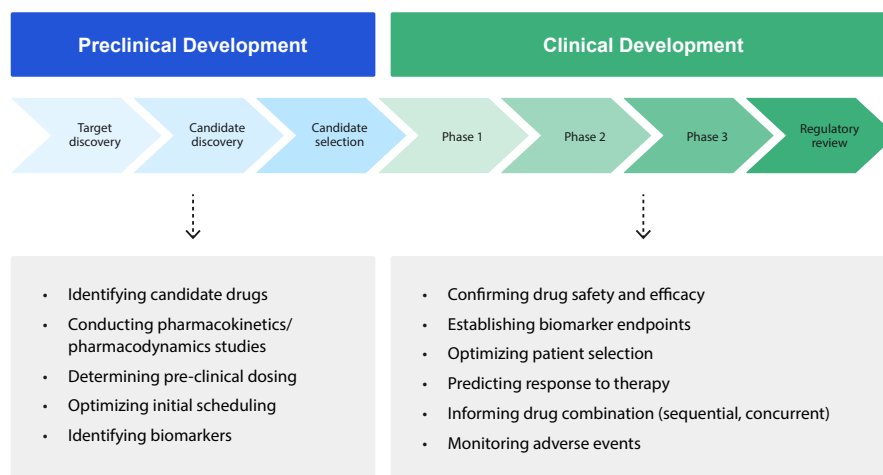 Preclinical Development
Clinical Development
Target
discovery
Candidate
discovery
Candidate
selection
Phase 1
Phase 2
Phase 3
Regulatory
review
• Identifying candidate drugs
• Conducting pharmacokinetics/
pharmacodynamics studies
• Determining pre-clinical dosing
• Optimizing initial scheduling
• Identifying biomarkers
• Confirming drug safety and efficacy
• Establishing biomarker endpoints
• Optimizing patient selection
• Predicting response to therapy
• Informing drug combination (sequential, concurrent)
• Monitoring adverse events